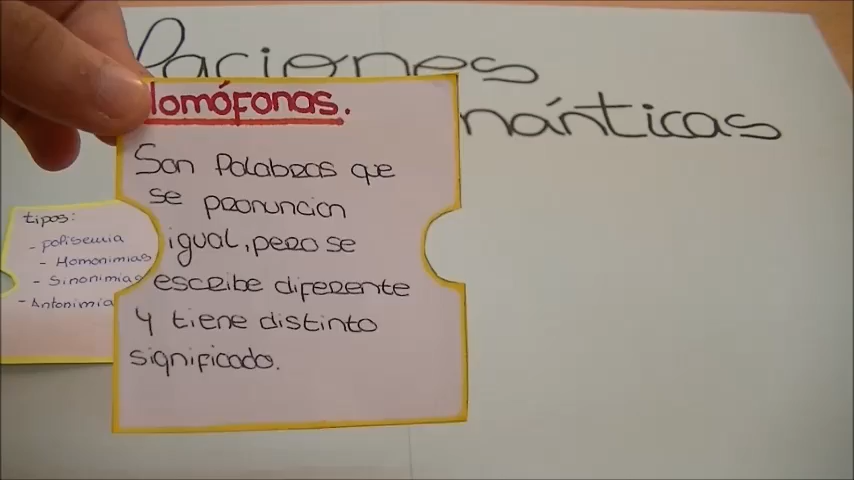 laciones
nánticas
Homófonas.
Son Palabras que
se pronuncian
igual, pero se
escribe diferente
y tiene distinto
significado.
tipos:
- polisemia
- Homonimias
- Sinonimias
- Antonimia